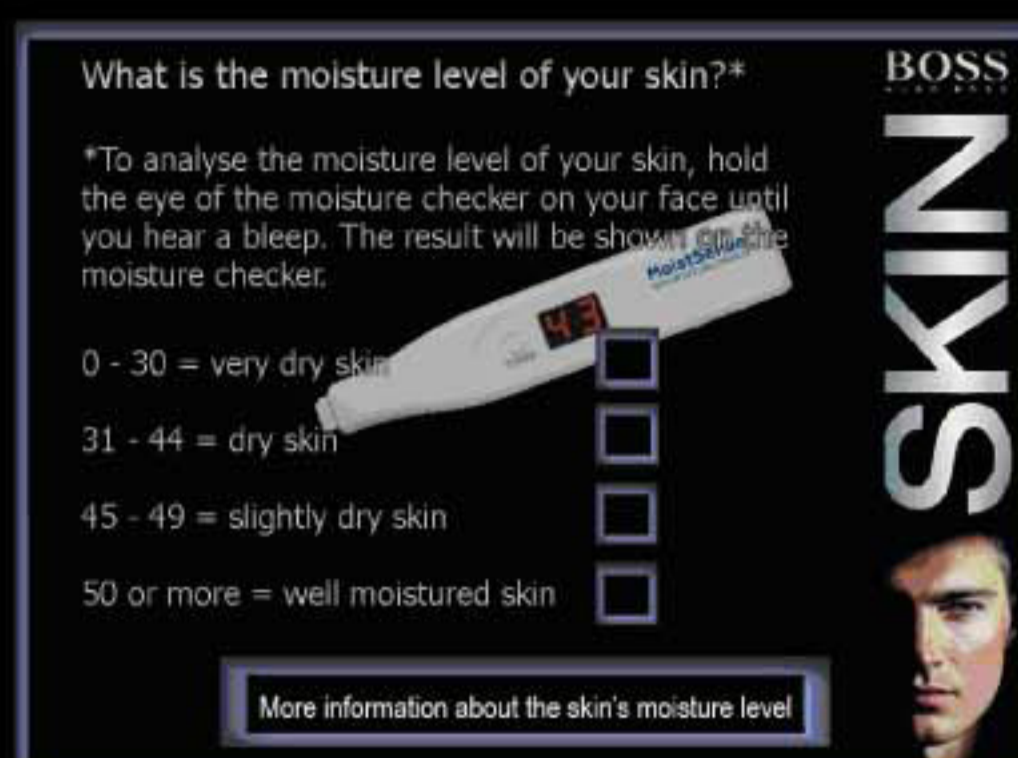 What is the moisture level of your skin?*
*To analyse the moisture level of your skin, hold
the eye of the moisture checker on your face until
you hear a bleep. The result will be shown on the
moisture checker.
MoistSense
43
0 - 30 = very dry skin
31 - 44 = dry skin
45 - 49 = slightly dry skin
50 or more = well moistured skin
More information about the skin's moisture level
BOSS
HUGO BOSS
SKIN